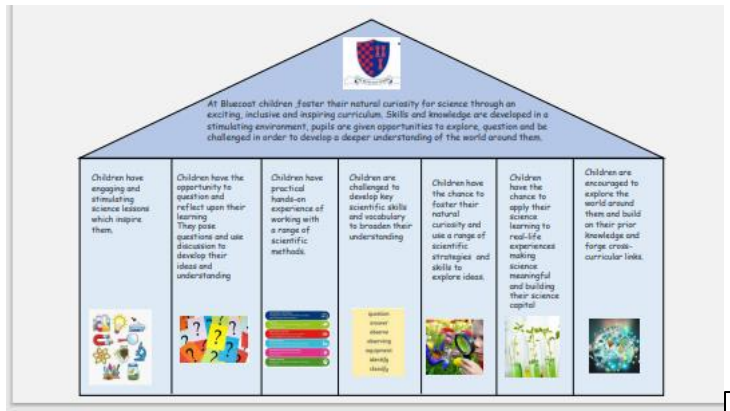 At Bluecoat children ,foster their natural curiosity for science through an
exciting, inclusive and inspiring curriculum. Skills and knowledge are developed in a
stimulating environment, pupils are given opportunities to explore, question and be
challenged in order to develop a deeper understanding of the world around them.
Children have
engaging and
stimulating
science lessons
which inspire
them.
Children have the
opportunity to
question and
reflect upon their
learning
They pose
questions and use
discussion to
develop their
ideas and
understanding
Children have
practical
hands-on
experience of
working with
a range of
scientific
methods.
Children are
challenged to
develop key
scientific skills
and vocabulary
to broaden their
understanding
question
answer
observe
observing
equipment
identify
classify
Children have
the chance to
foster their
natural
curiosity and
use a range of
scientific
strategies and
skills to
explore ideas.
Children
have the
chance to
apply their
science
learning to
real-life
experiences
making
science
meaningful
and building
their science
capital
Children are
encouraged to
explore the
world around
them and build
on their prior
knowledge and
forge cross-
curricular links.